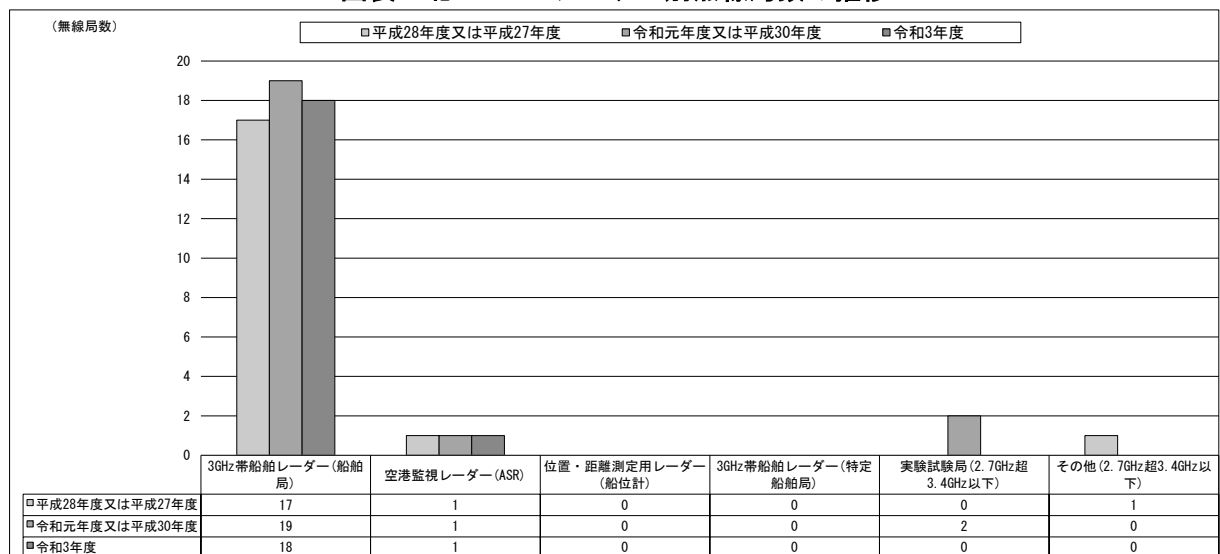 (無線局数)
□平成28年度又は平成27年度 ■令和元年度又は平成30年度 ■令和3年度
20
18
16
14
12
10
8
6
4
2
0
3GHz帯船舶レーダー(船舶局) 空港監視レーダー(ASR) 位置・距離測定用レーダー(船位計) 3GHz帯船舶レーダー(特定船舶局) 実験試験局(2.7GHz超3.4GHz以下) その他(2.7GHz超3.4GHz以下)
□平成28年度又は平成27年度 17 1 0 0 0 1
■令和元年度又は平成30年度 19 1 0 0 2 0
■令和3年度 18 1 0 0 0 0